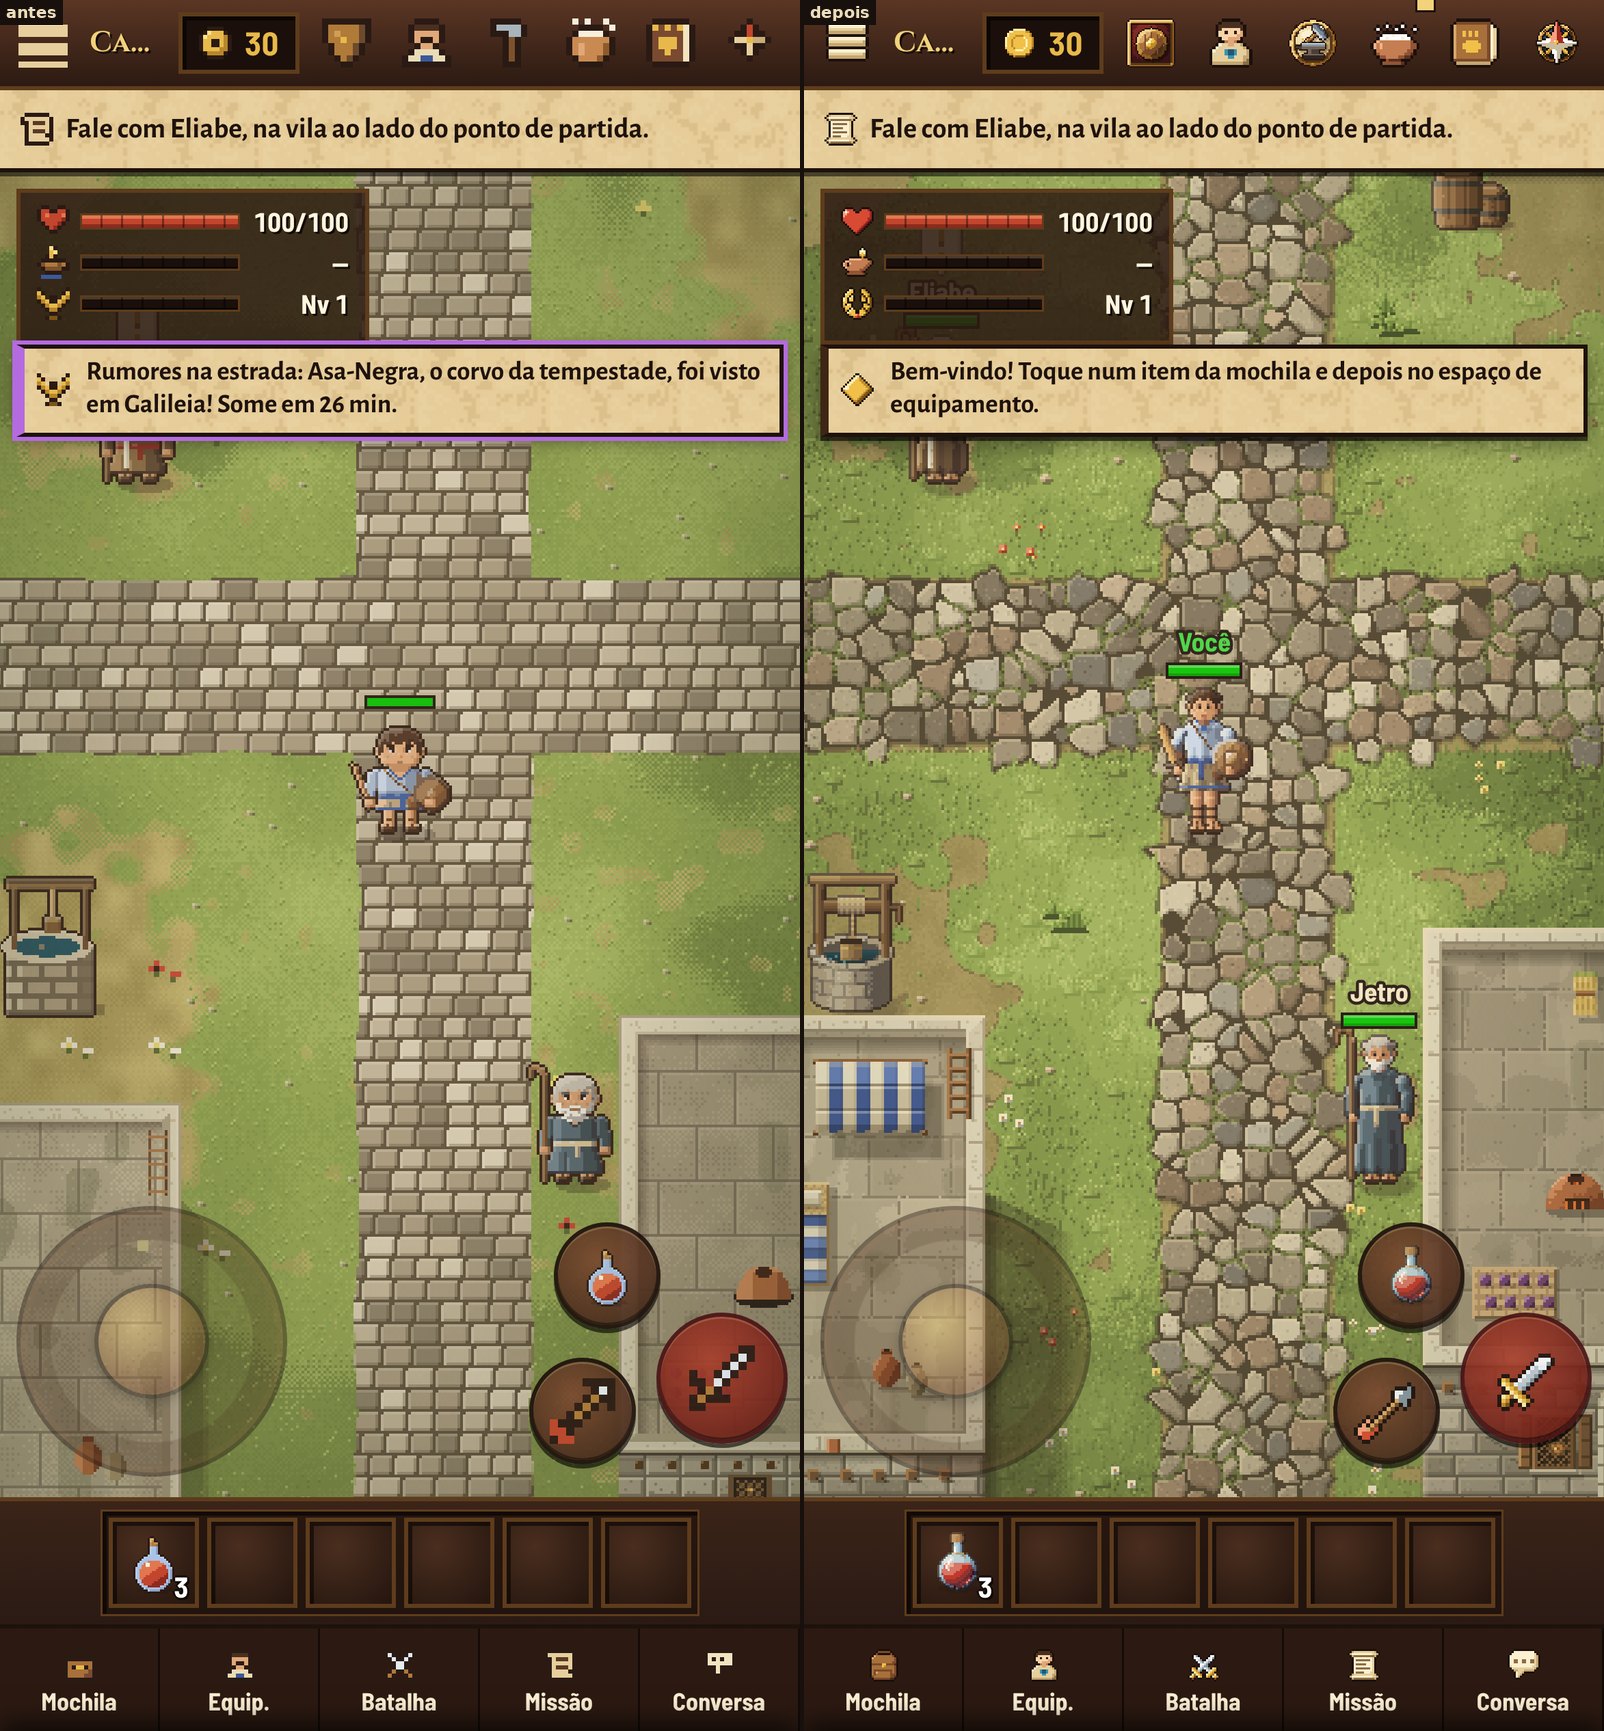 antes
CA...
30
Fale com Eliabe, na vila ao lado do ponto de partida.
100/100
–
Nv 1
Rumores na estrada: Asa-Negra, o corvo da tempestade, foi visto
em Galileia! Some em 26 min.
3
Mochila
Equip.
Batalha
Missão
Conversa
depois
CA...
30
Fale com Eliabe, na vila ao lado do ponto de partida.
100/100
–
Eliabe
Nv 1
Bem-vindo! Toque num item da mochila e depois no espaço de
equipamento.
Você
Jetro
3
Mochila
Equip.
Batalha
Missão
Conversa